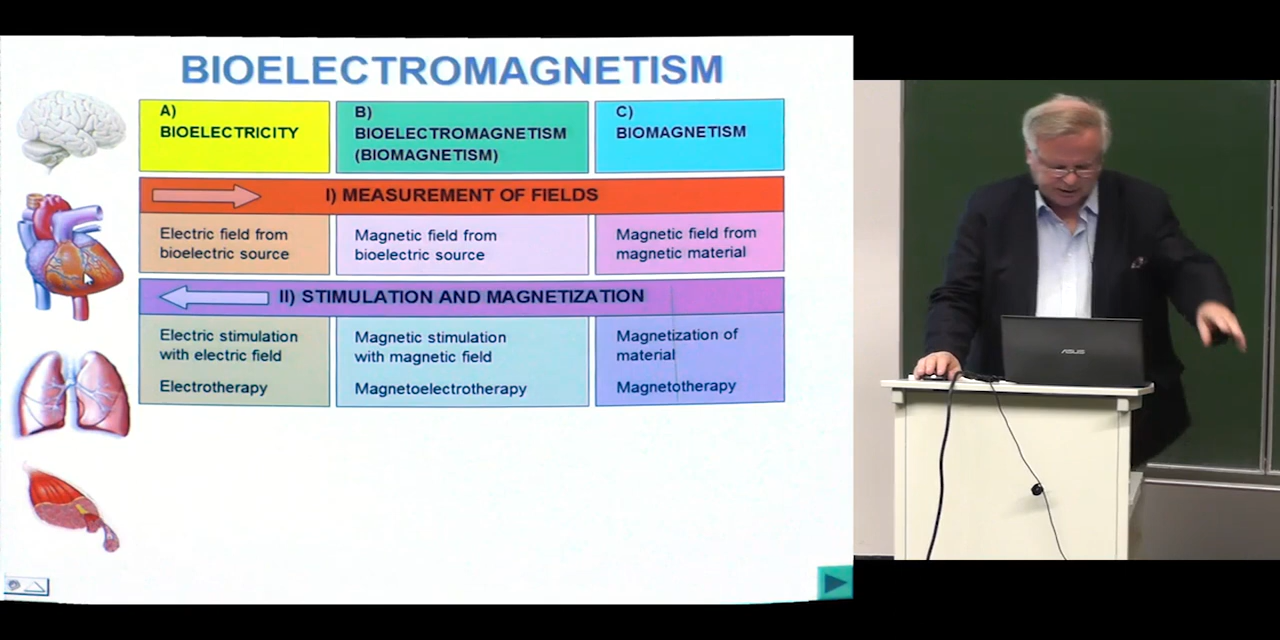 BIOELECTROMAGNETISM
A)
BIOELECTRICITY
B)
BIOELECTROMAGNETISM
(BIOMAGNETISM)
C)
BIOMAGNETISM
I) MEASUREMENT OF FIELDS
Electric field from
bioelectric source
Magnetic field from
bioelectric source
Magnetic field from
magnetic material
II) STIMULATION AND MAGNETIZATION
Electric stimulation
with electric field
Electrotherapy
Magnetic stimulation
with magnetic field
Magnetoelectrotherapy
Magnetization of
material
Magnetotherapy
ASUS